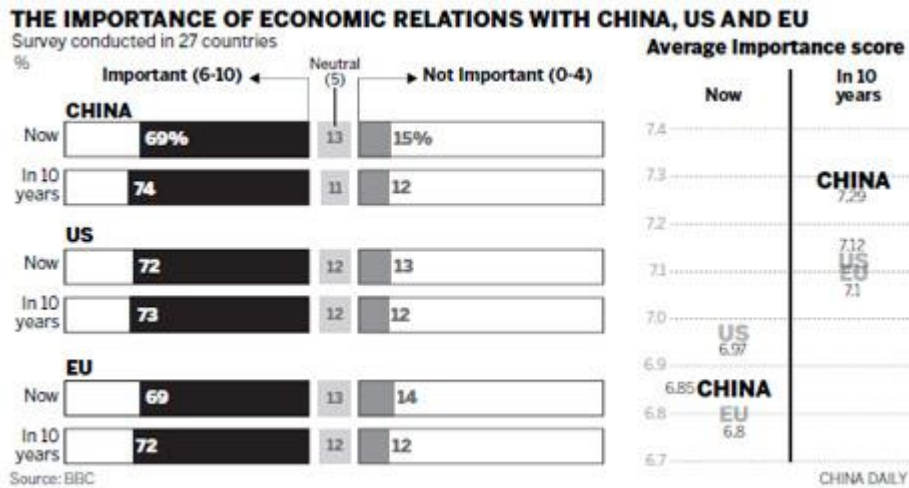 THE IMPORTANCE OF ECONOMIC RELATIONS WITH CHINA, US AND EU
Survey conducted in 27 countries
%
Important (6-10)
Neutral
(5)
Not Important (0-4)
CHINA
Now 69% 13 15%
In 10
years 74 11 12
US
Now 72 12 13
In 10
years 73 12 12
EU
Now 69 13 14
In 10
years 72 12 12
Source: BBC
Average Importance score
Now
In 10
years
7.4
7.3
CHINA
7.29
7.2
7.12
US
7.1
EU
7.1
7.0
US
6.97
6.9
6.85 CHINA
6.8
EU
6.8
6.7
CHINA DAILY